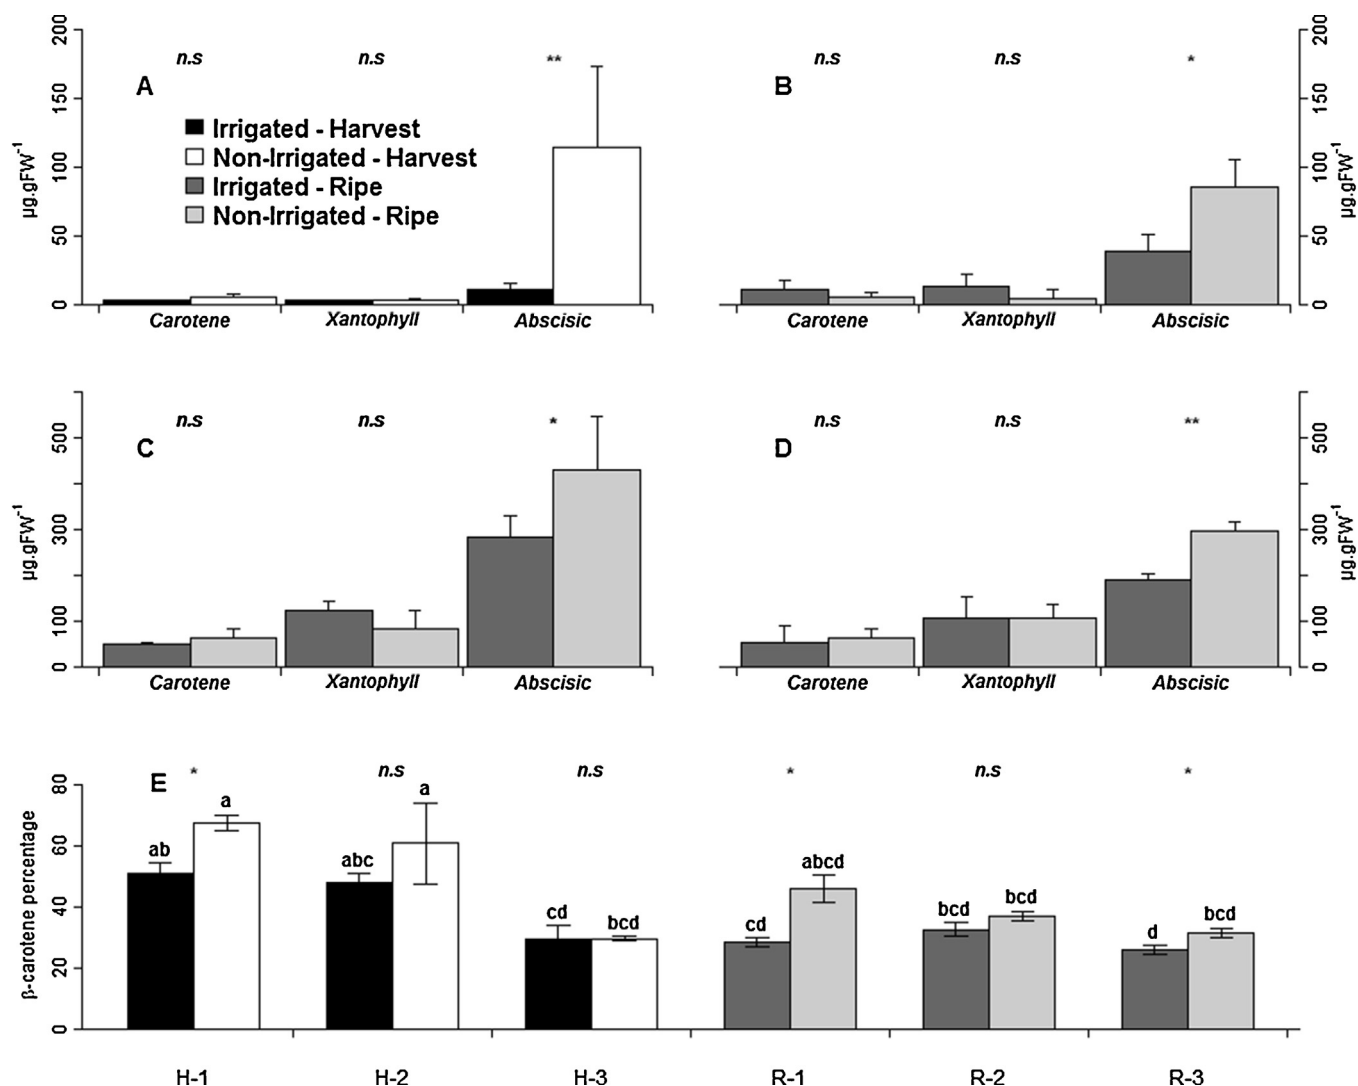 A
n.s
n.s
**
200
150
100
50
0
µg.gFW-1
Irrigated - Harvest
Non-Irrigated - Harvest
Irrigated - Ripe
Non-Irrigated - Ripe
Carotene Xantophyll Abscisic
B
n.s
n.s
*
200
150
100
50
0
µg.gFW-1
Carotene Xantophyll Abscisic
C
n.s
n.s
*
500
300
100
0
µg.gFW-1
Carotene Xantophyll Abscisic
D
n.s
n.s
**
500
300
100
0
µg.gFW-1
Carotene Xantophyll Abscisic
E
* n.s n.s * n.s *
80
60
40
20
0
β-carotene percentage
ab a abc a cd bcd cd abcd bcd bcd d bcd
H-1 H-2 H-3 R-1 R-2 R-3